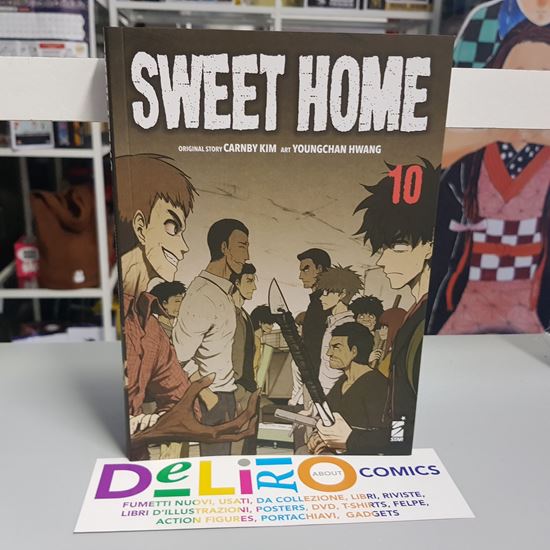 SWEET HOME
ORIGINAL STORY CARNBY KIM ART YOUNGCHAN HWANG
10
STAR
DELIRIO ABOUT COMICS
FUMETTI NUOVI, USATI, DA COLLEZIONE, LIBRI, RIVISTE,
LIBRI D'ILLUSTRAZIONI, POSTERS, DVD, T-SHIRTS, FELPE,
ACTION FIGURES, PORTACHIAVI, GADGETS